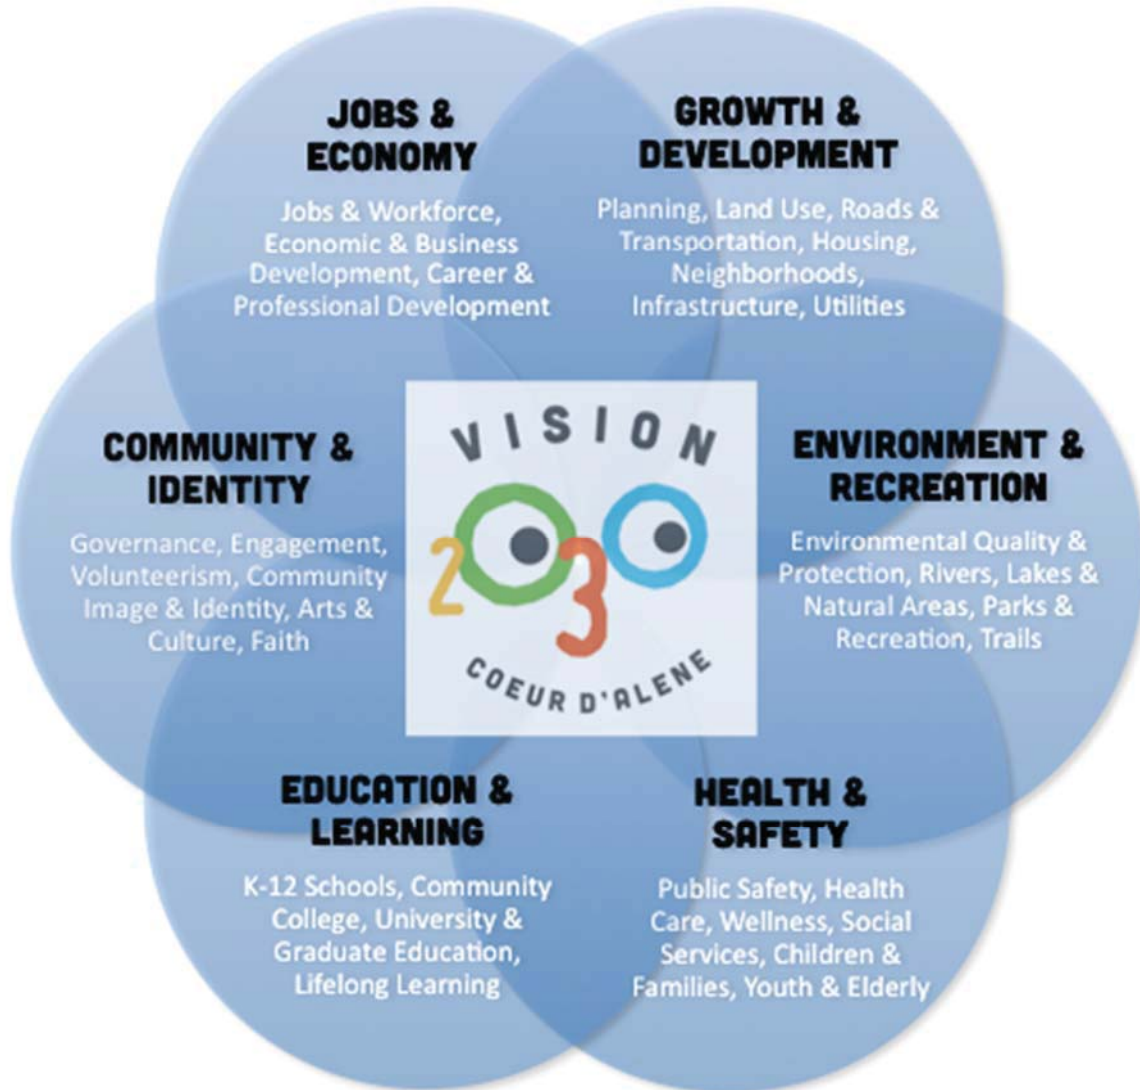 JOBS &
ECONOMY
Jobs & Workforce,
Economic & Business
Development, Career &
Professional Development
GROWTH &
DEVELOPMENT
Planning, Land Use, Roads &
Transportation, Housing,
Neighborhoods,
Infrastructure, Utilities
COMMUNITY &
IDENTITY
Governance, Engagement,
Volunteerism, Community
Image & Identity, Arts &
Culture, Faith
VISION
2030
COEUR D'ALENE
ENVIRONMENT &
RECREATION
Environmental Quality &
Protection, Rivers, Lakes &
Natural Areas, Parks &
Recreation, Trails
EDUCATION &
LEARNING
K-12 Schools, Community
College, University &
Graduate Education,
Lifelong Learning
HEALTH &
SAFETY
Public Safety, Health
Care, Wellness, Social
Services, Children &
Families, Youth & Elderly